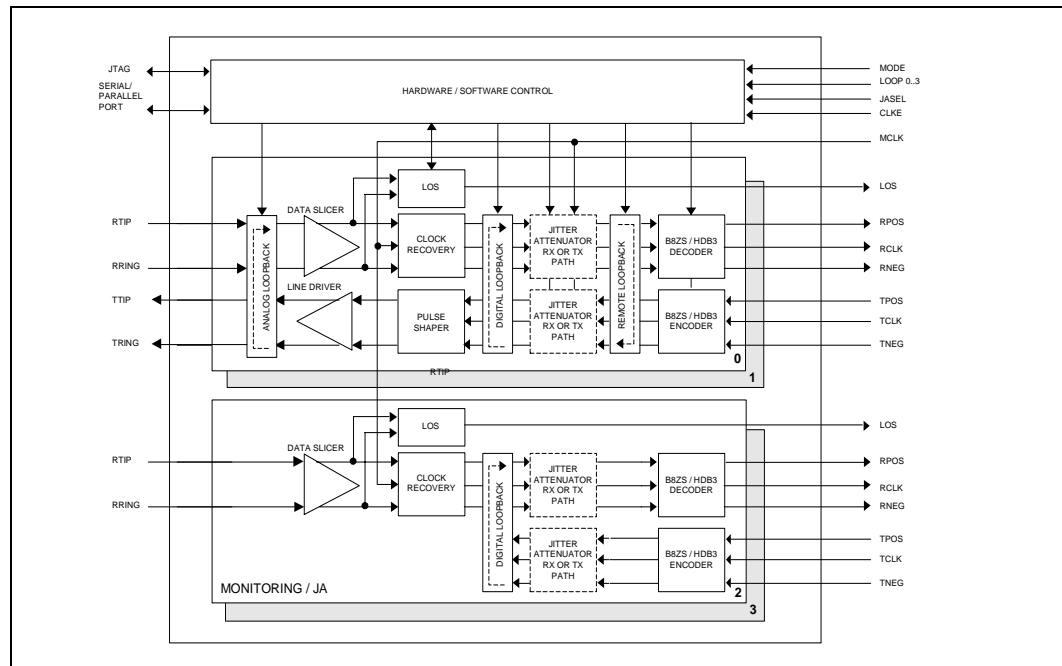 JTAG
SERIAL/
PARALLEL
PORT
HARDWARE / SOFTWARE CONTROL
MODE
LOOP 0..3
JASEL
CLKE
MCLK
LOS
LOS
RTIP
RRING
TTIP
TRING
ANALOG LOOPBACK
DATA SLICER
LINE DRIVER
CLOCK
RECOVERY
PULSE
SHAPER
DIGITAL LOOPBACK
JITTER
ATTENUATOR
RX OR TX
PATH
JITTER
ATTENUATOR
RX OR TX
PATH
REMOTE LOOPBACK
B8ZS / HDB3
DECODER
B8ZS / HDB3
ENCODER
RPOS
RCLK
RNEG
TPOS
TCLK
TNEG
0
1
RTIP
LOS
LOS
RTIP
RRING
DATA SLICER
CLOCK
RECOVERY
DIGITAL LOOPBACK
JITTER
ATTENUATOR
RX OR TX
PATH
JITTER
ATTENUATOR
RX OR TX
PATH
B8ZS / HDB3
DECODER
B8ZS / HDB3
ENCODER
RPOS
RCLK
RNEG
TPOS
TCLK
TNEG
MONITORING / JA
2
3